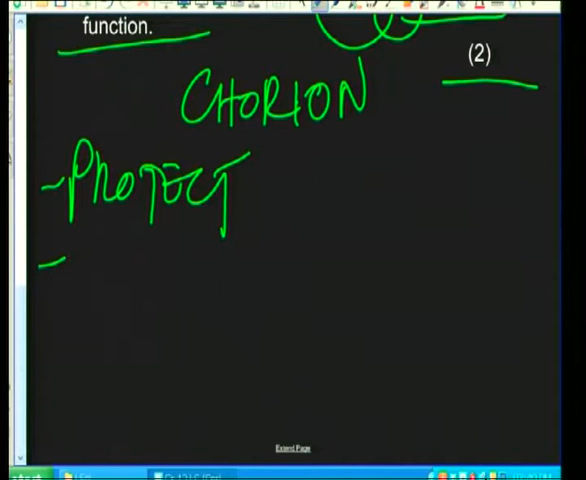 function.
(2)
CHORION
- PROTECT
-
Extend Page